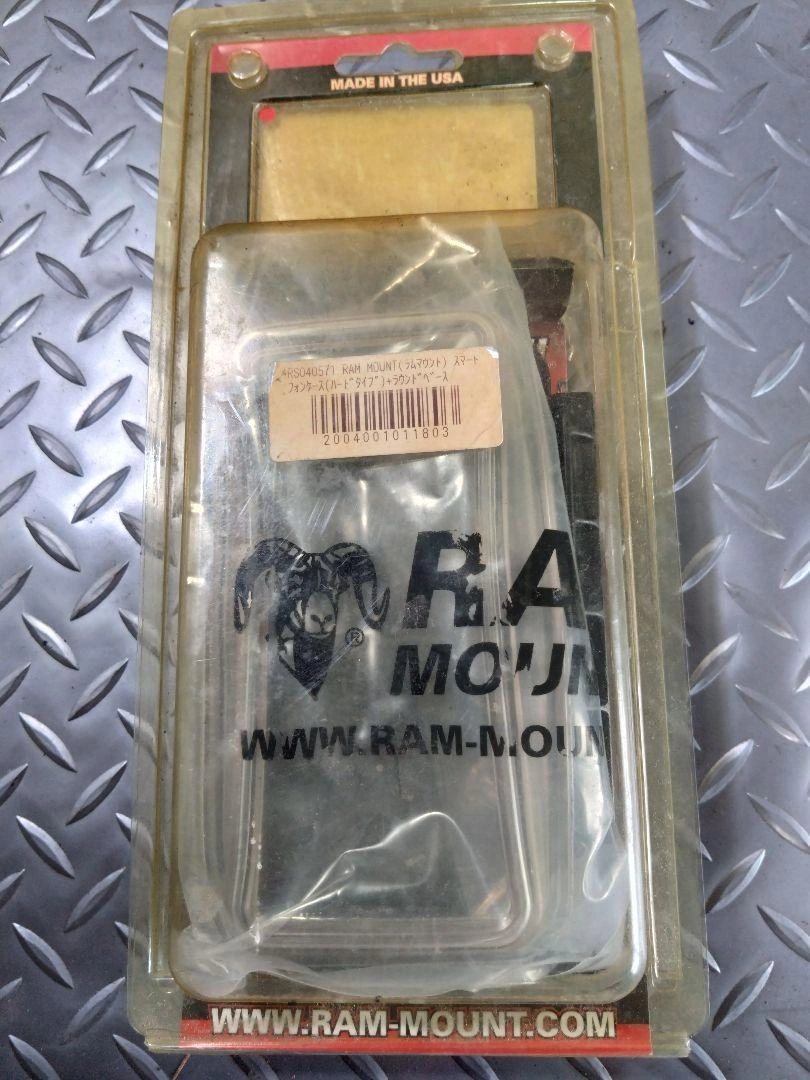 MADE IN THE USA
4RS040571 RAM MOUNT(ラムマウント) スマート
フォンケース(ハードタイプ)+ラウンドベース
2004001011803
RA
®
MOUN
WWW.RAM-MOUN
WWW.RAM-MOUNT.COM